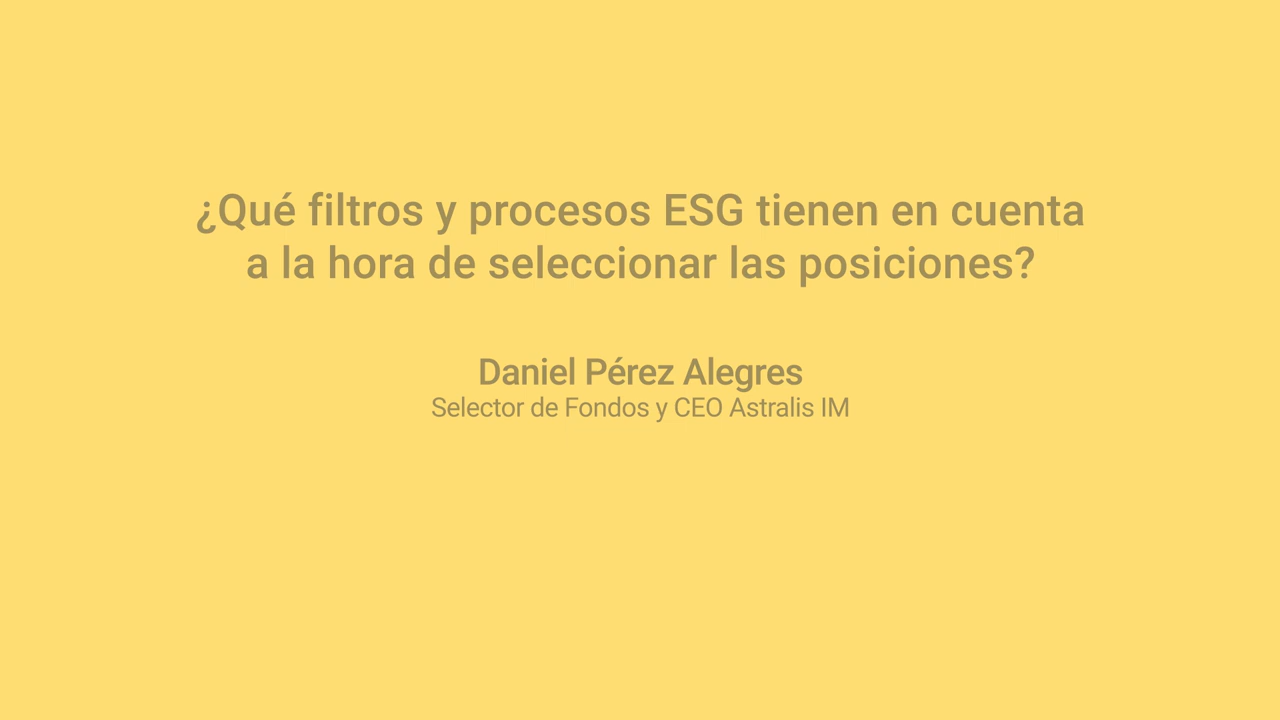 ¿Qué filtros y procesos ESG tienen en cuenta
a la hora de seleccionar las posiciones?
Daniel Pérez Alegres
Selector de Fondos y CEO Astralis IM